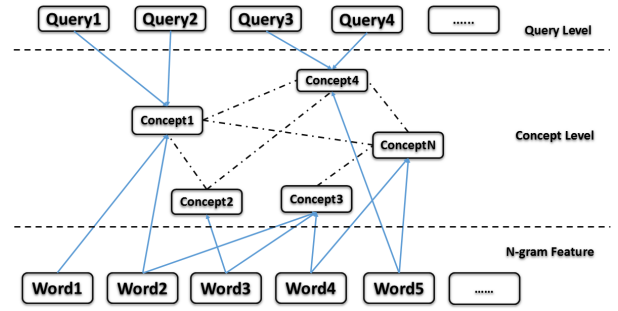 Query1 Query2 Query3 Query4 ......
Query Level
Concept4
Concept1
Concept Level
ConceptN
Concept2 Concept3
N-gram Feature
Word1 Word2 Word3 Word4 Word5 ......